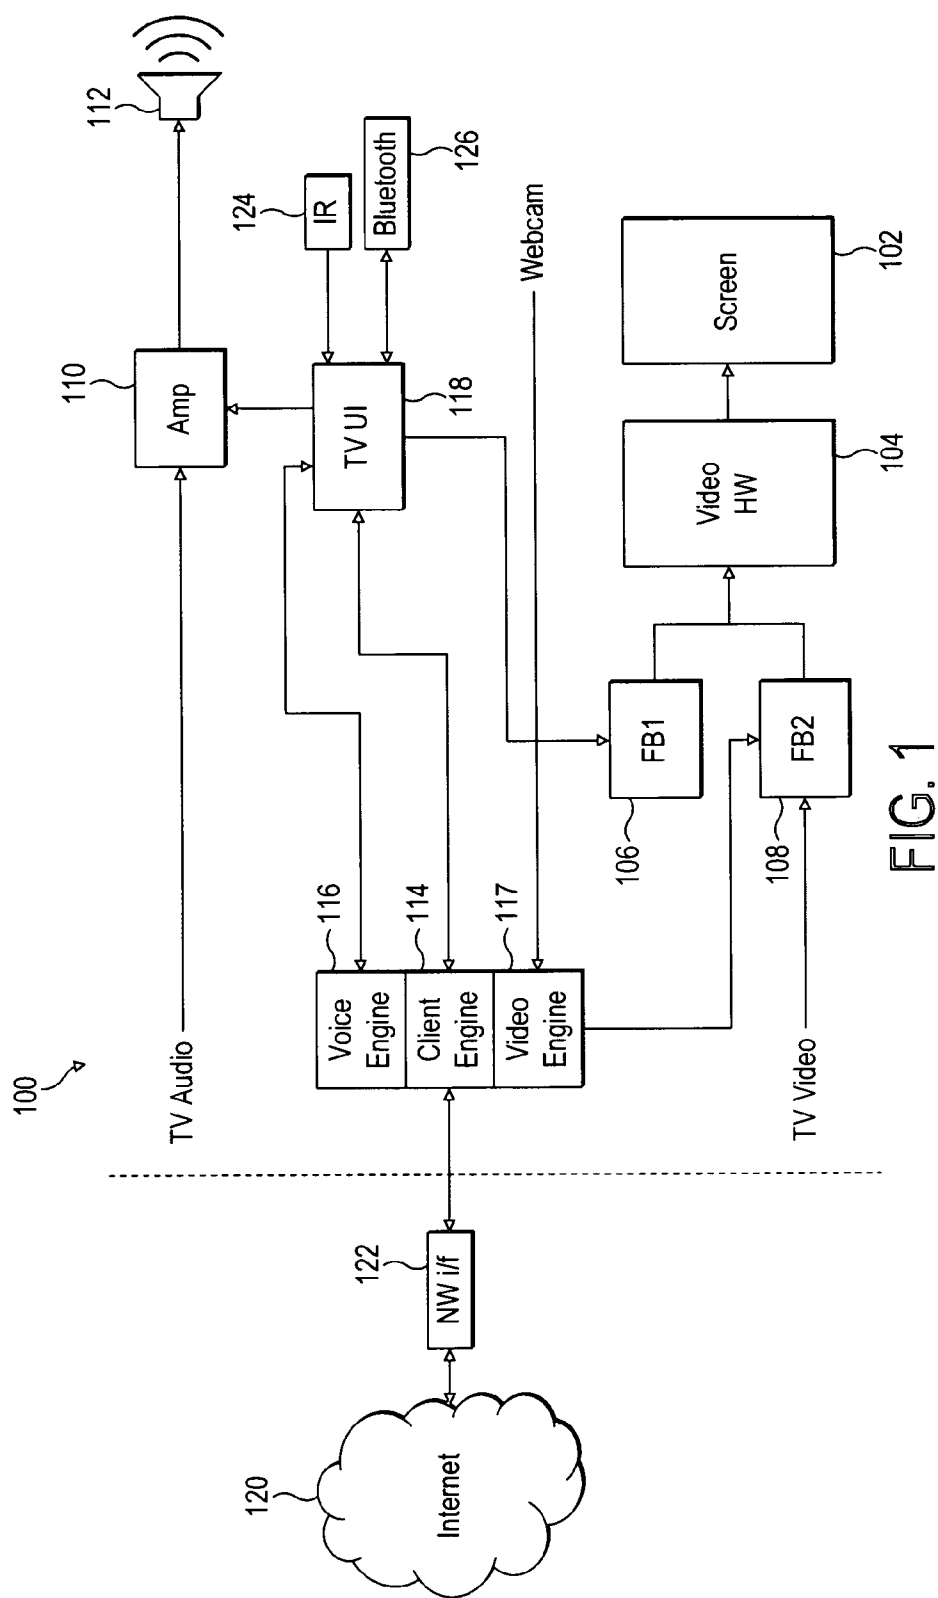 100
TV Audio
110
Amp
112
124
IR
Bluetooth
126
TV UI
118
Webcam
116
Voice
Engine
114
Client
Engine
117
Video
Engine
120
Internet
122
NW i/f
106
FB1
108
FB2
TV Video
Video
HW
104
Screen
102
FIG. 1